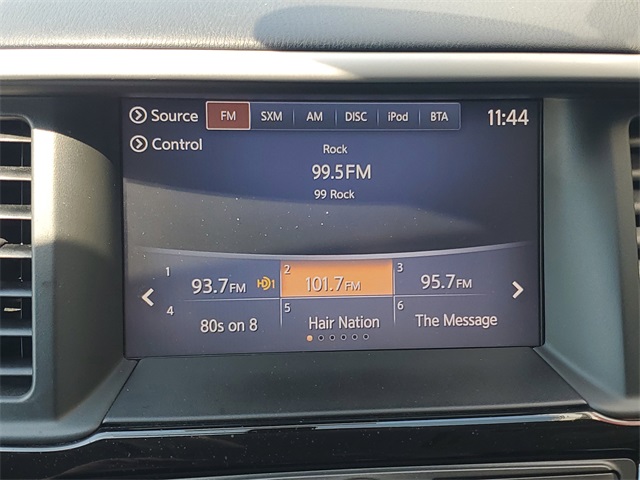 Source FM SXM AM DISC iPod BTA 11:44
Control
Rock
99.5FM
99 Rock
1 93.7FM HD1 2 101.7FM 3 95.7FM
4 80s on 8 5 Hair Nation 6 The Message